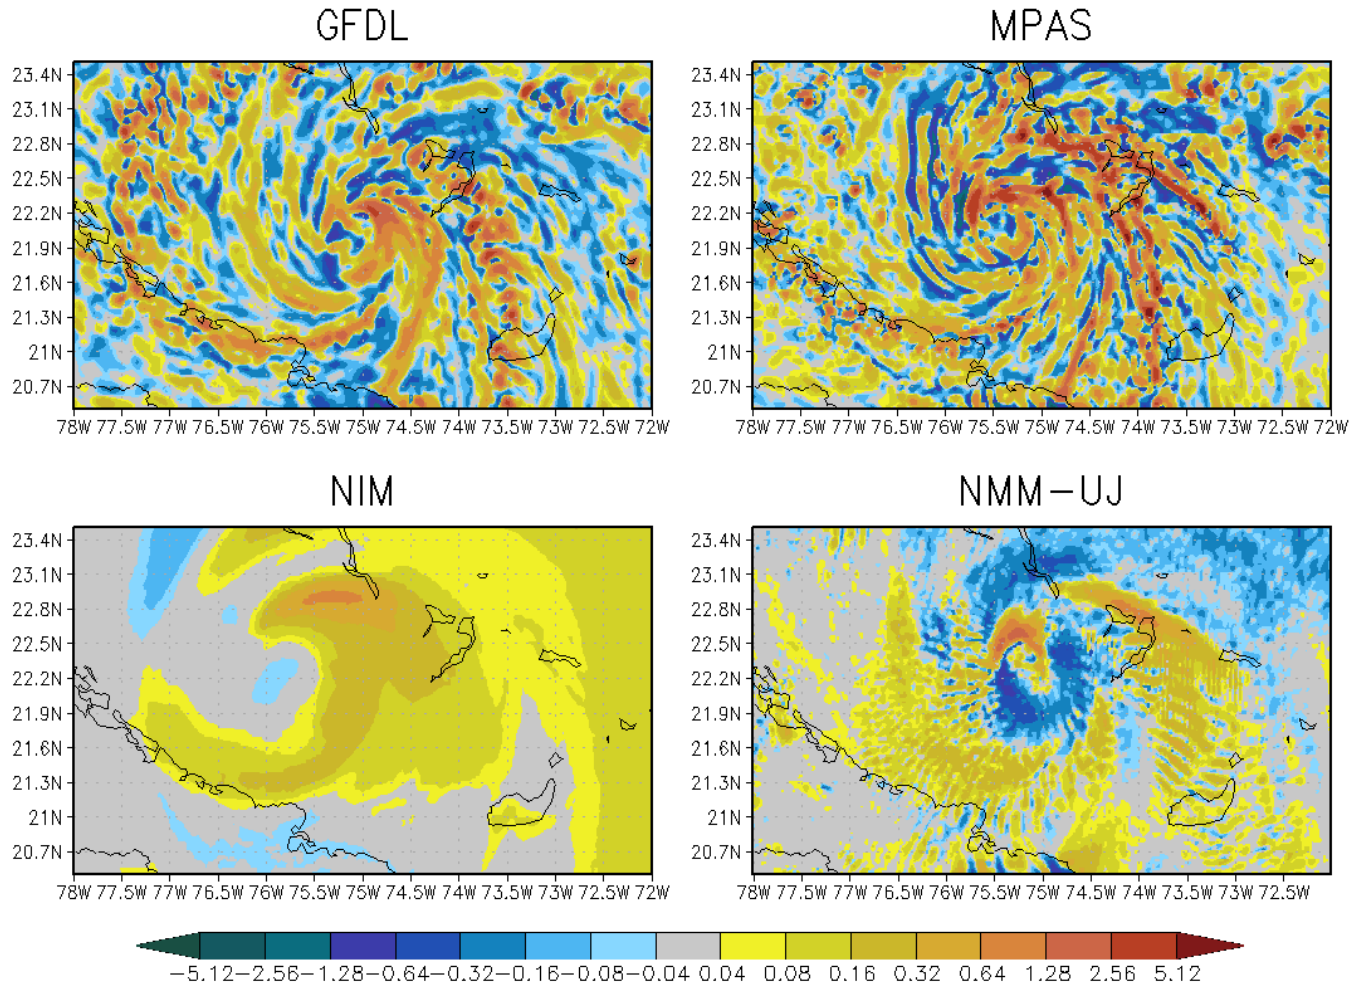 GFDL MPAS
23.4N 23.4N
23.1N 23.1N
22.8N 22.8N
22.5N 22.5N
22.2N 22.2N
21.9N 21.9N
21.6N 21.6N
21.3N 21.3N
21N 21N
20.7N 20.7N
78W 77.5W 77W 76.5W 76W 75.5W 75W 74.5W 74W 73.5W 73W 72.5W 72W 78W 77.5W 77W 76.5W 76W 75.5W 75W 74.5W 74W 73.5W 73W 72.5W 72W
NIM NMM-UJ
23.4N 23.4N
23.1N 23.1N
22.8N 22.8N
22.5N 22.5N
22.2N 22.2N
21.9N 21.9N
21.6N 21.6N
21.3N 21.3N
21N 21N
20.7N 20.7N
78W 77.5W 77W 76.5W 76W 75.5W 75W 74.5W 74W 73.5W 73W 72.5W 72W 78W 77.5W 77W 76.5W 76W 75.5W 75W 74.5W 74W 73.5W 73W 72.5W
-5.12 -2.56 -1.28 -0.64 -0.32 -0.16 -0.08 -0.04 0.04 0.08 0.16 0.32 0.64 1.28 2.56 5.12